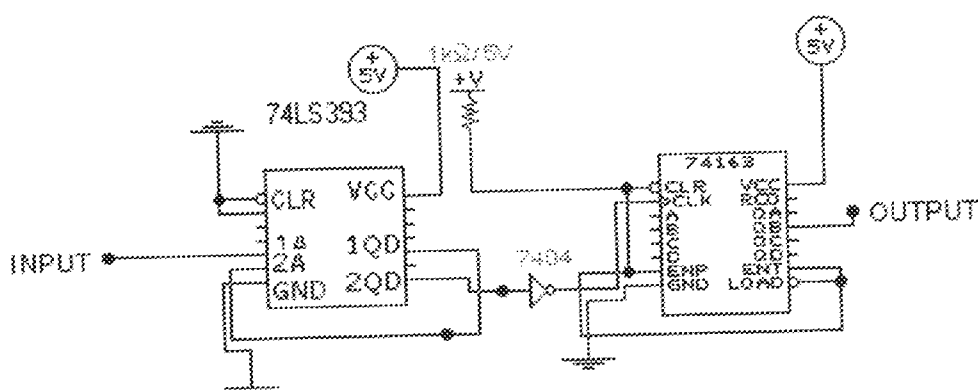 +
5V
1kΩ/5V
+V
+
5V
74LS393
CLR
VCC
1A
2A
GND
1QD
2QD
INPUT
7404
74163
CLR
CLK
A
B
C
D
ENP
GND
VCC
RCO
QA
QB
QC
QD
ENT
LOAD
OUTPUT